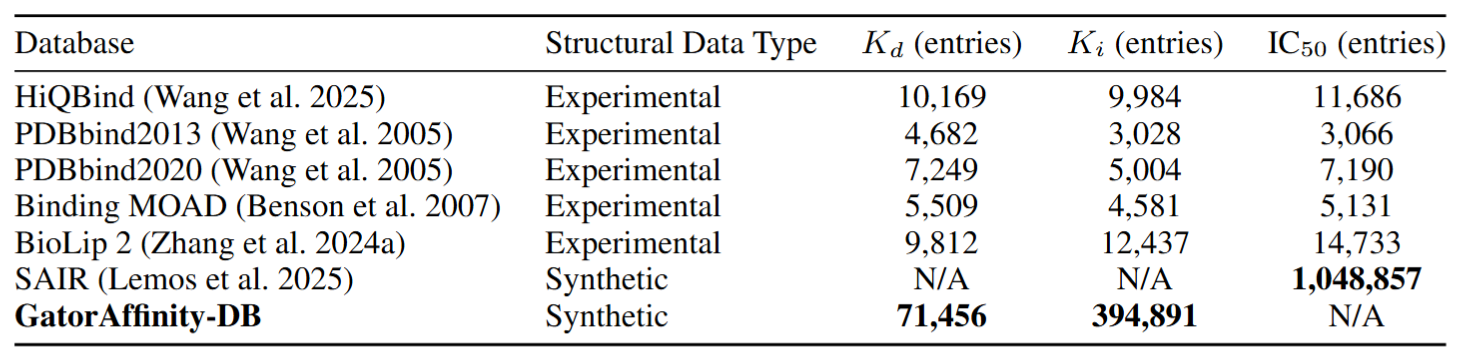 Database Structural Data Type Kd (entries) Ki (entries) IC50 (entries)
HiQBind (Wang et al. 2025) Experimental 10,169 9,984 11,686
PDBbind2013 (Wang et al. 2005) Experimental 4,682 3,028 3,066
PDBbind2020 (Wang et al. 2005) Experimental 7,249 5,004 7,190
Binding MOAD (Benson et al. 2007) Experimental 5,509 4,581 5,131
BioLip 2 (Zhang et al. 2024a) Experimental 9,812 12,437 14,733
SAIR (Lemos et al. 2025) Synthetic N/A N/A 1,048,857
GatorAffinity-DB Synthetic 71,456 394,891 N/A